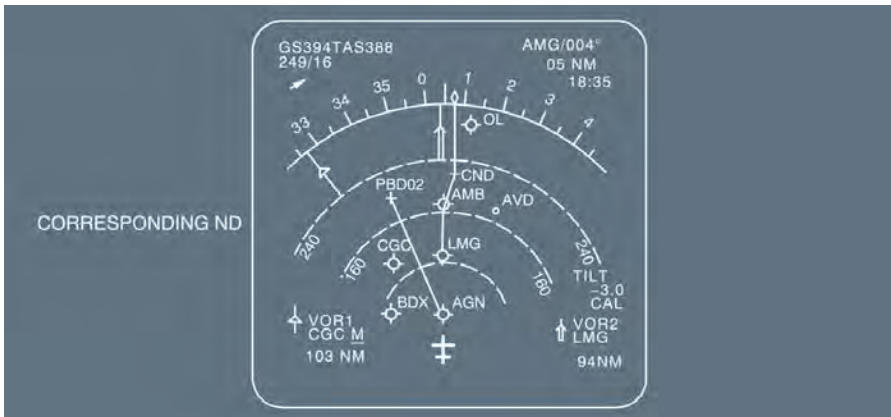 GS394TAS388
249/16
AMG/004°
05 NM
18:35
33 34 35 0 1 2 3 4
OL
CND
PBD02
AMB
AVD
CORRESPONDING ND
CGC
LMG
240
160
160
240
TILT
-3.0
CAL
BDX
AGN
VOR1
CGC M
103 NM
VOR2
LMG
94NM